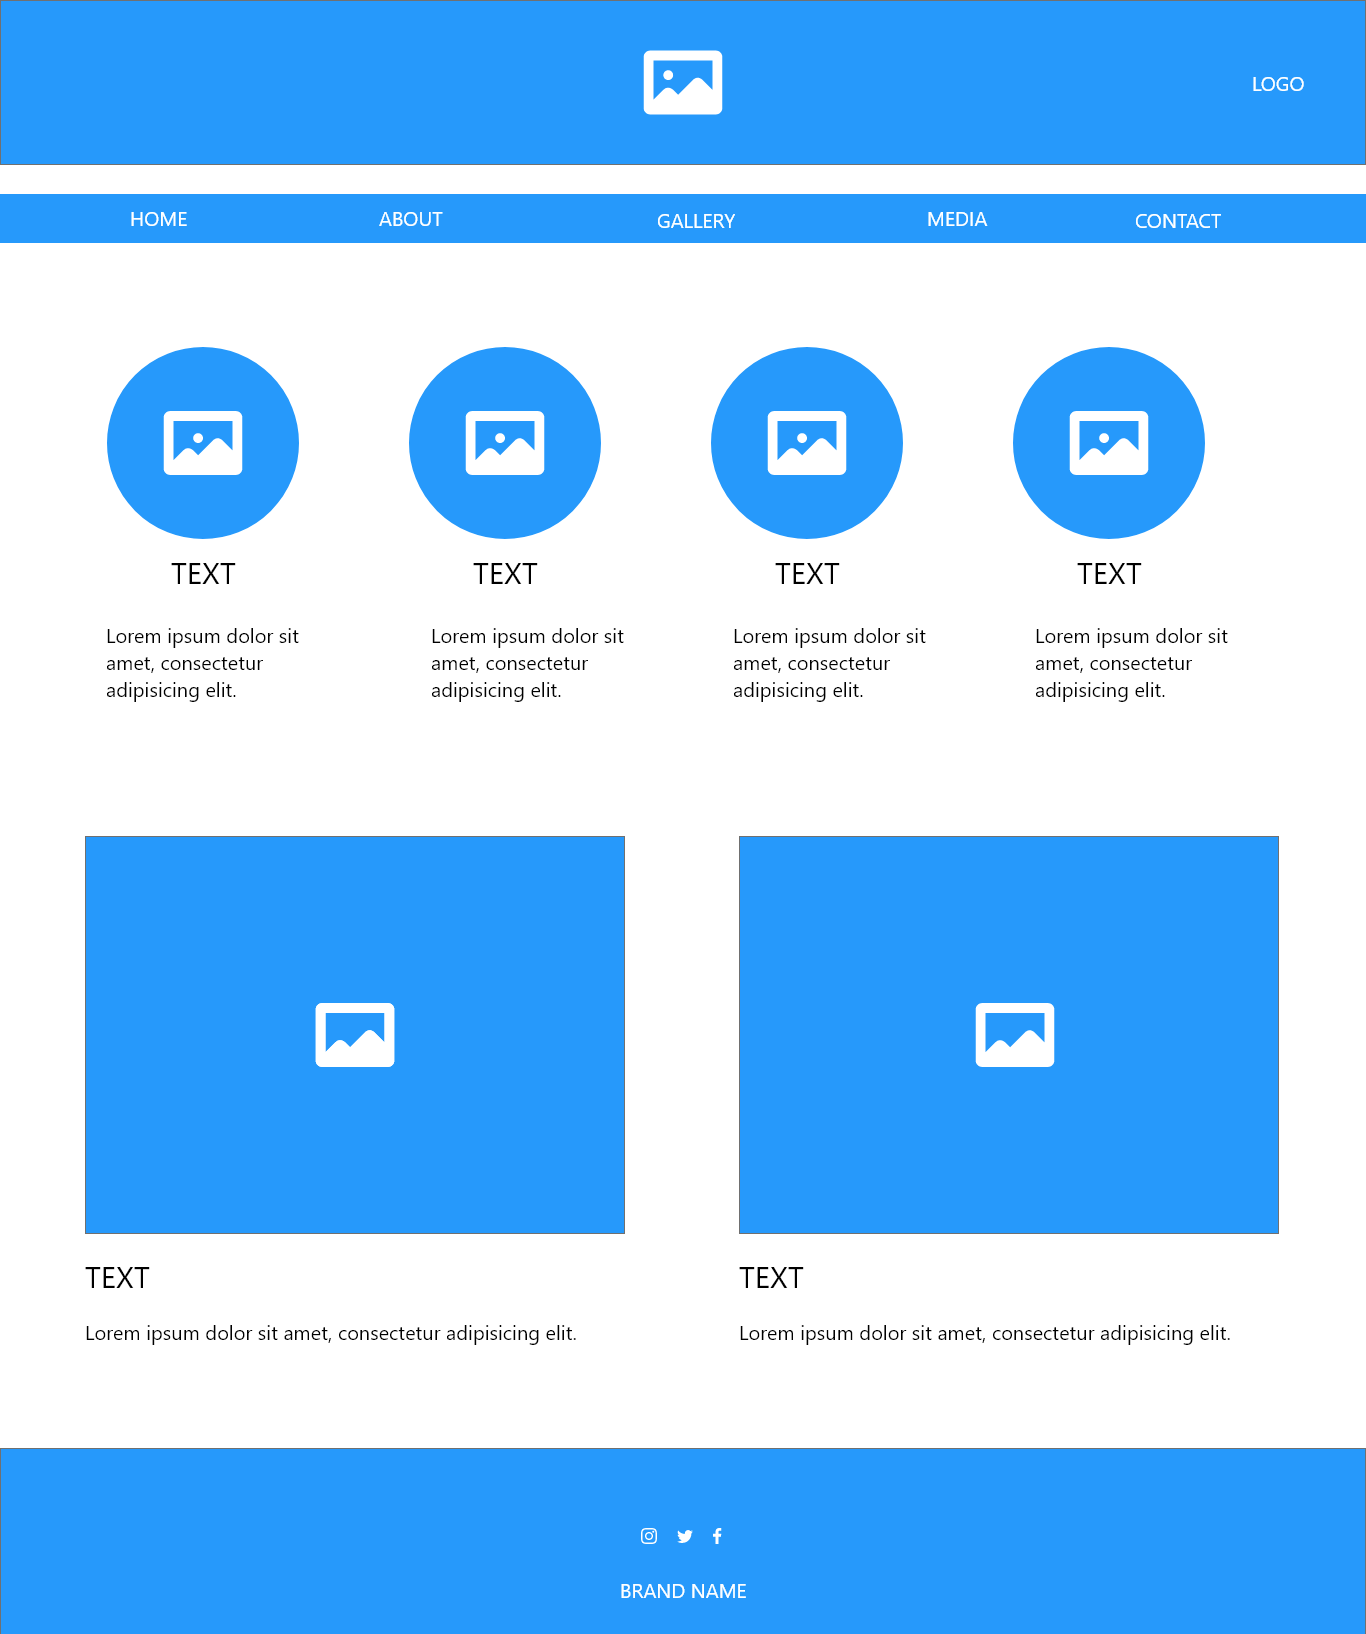 LOGO
HOME
ABOUT
GALLERY
MEDIA
CONTACT
TEXT
Lorem ipsum dolor sit
amet, consectetur
adipisicing elit.
TEXT
Lorem ipsum dolor sit
amet, consectetur
adipisicing elit.
TEXT
Lorem ipsum dolor sit
amet, consectetur
adipisicing elit.
TEXT
Lorem ipsum dolor sit
amet, consectetur
adipisicing elit.
TEXT
Lorem ipsum dolor sit amet, consectetur adipisicing elit.
TEXT
Lorem ipsum dolor sit amet, consectetur adipisicing elit.
BRAND NAME